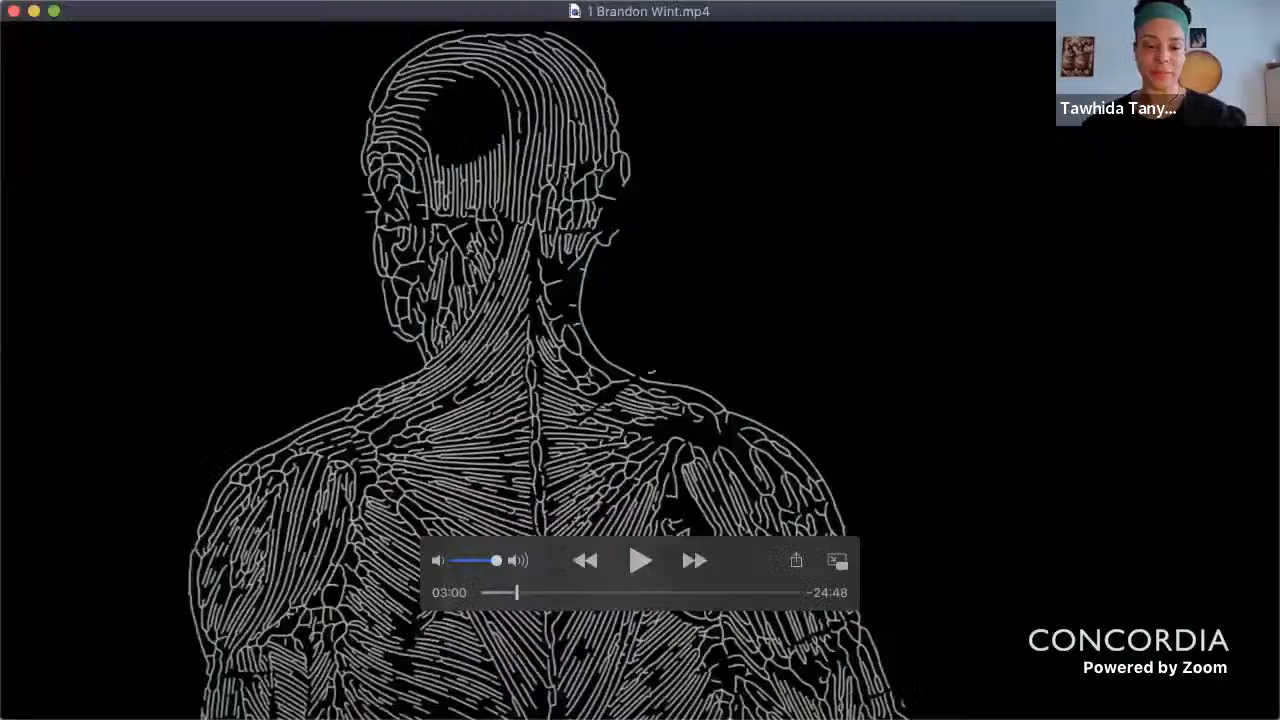 1 Brandon Wint.mp4
Tawhida Tany...
03:00
-24:48
CONCORDIA
Powered by Zoom